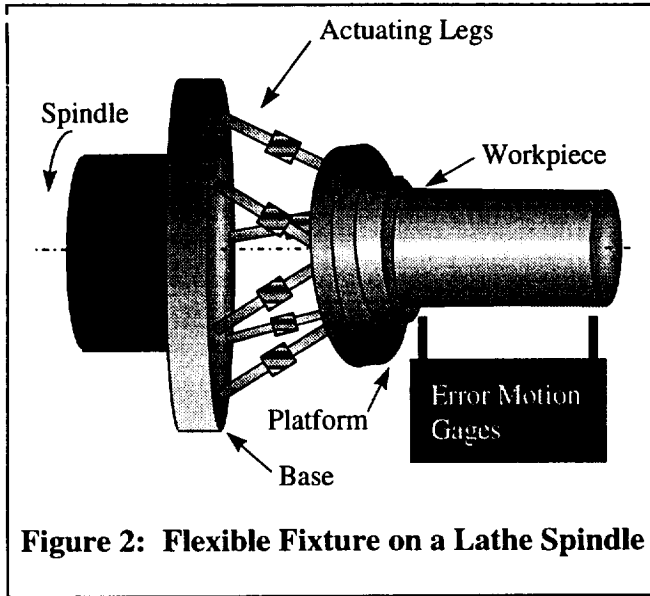 Actuating Legs
Spindle
Workpiece
Platform
Error Motion
Gages
Base
Figure 2: Flexible Fixture on a Lathe Spindle